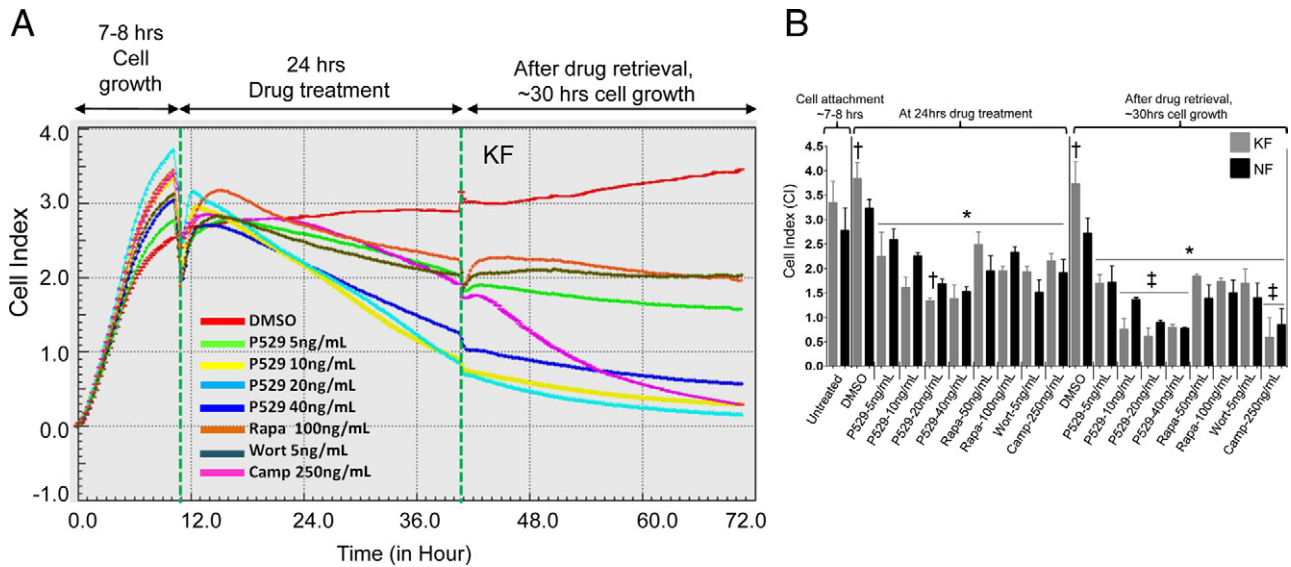 A
7-8 hrs
Cell
growth
24 hrs
Drug treatment
After drug retrieval,
~30 hrs cell growth
KF
4.0
3.0
2.0
1.0
0.0
-1.0
Cell Index
DMSO
P529 5ng/mL
P529 10ng/mL
P529 20ng/mL
P529 40ng/mL
Rapa 100ng/mL
Wort 5ng/mL
Camp 250ng/mL
0.0 12.0 24.0 36.0 48.0 60.0 72.0
Time (in Hour)
B
Cell attachment
~7-8 hrs
At 24hrs drug treatment
After drug retrieval,
~30hrs cell growth
KF
NF
4.5
4.0
3.5
3.0
2.5
2.0
1.5
1.0
0.5
0.0
Cell Index (CI)
† * † † * ‡ ‡
Untreated
DMSO
P529-5ng/mL
P529-10ng/mL
P529-20ng/mL
P529-40ng/mL
Rapa-50ng/mL
Rapa-100ng/mL
Wort-5ng/mL
Camp-250ng/mL
DMSO
P529-5ng/mL
P529-10ng/mL
P529-20ng/mL
P529-40ng/mL
Rapa-50ng/mL
Rapa-100ng/mL
Wort-5ng/mL
Camp-250ng/mL